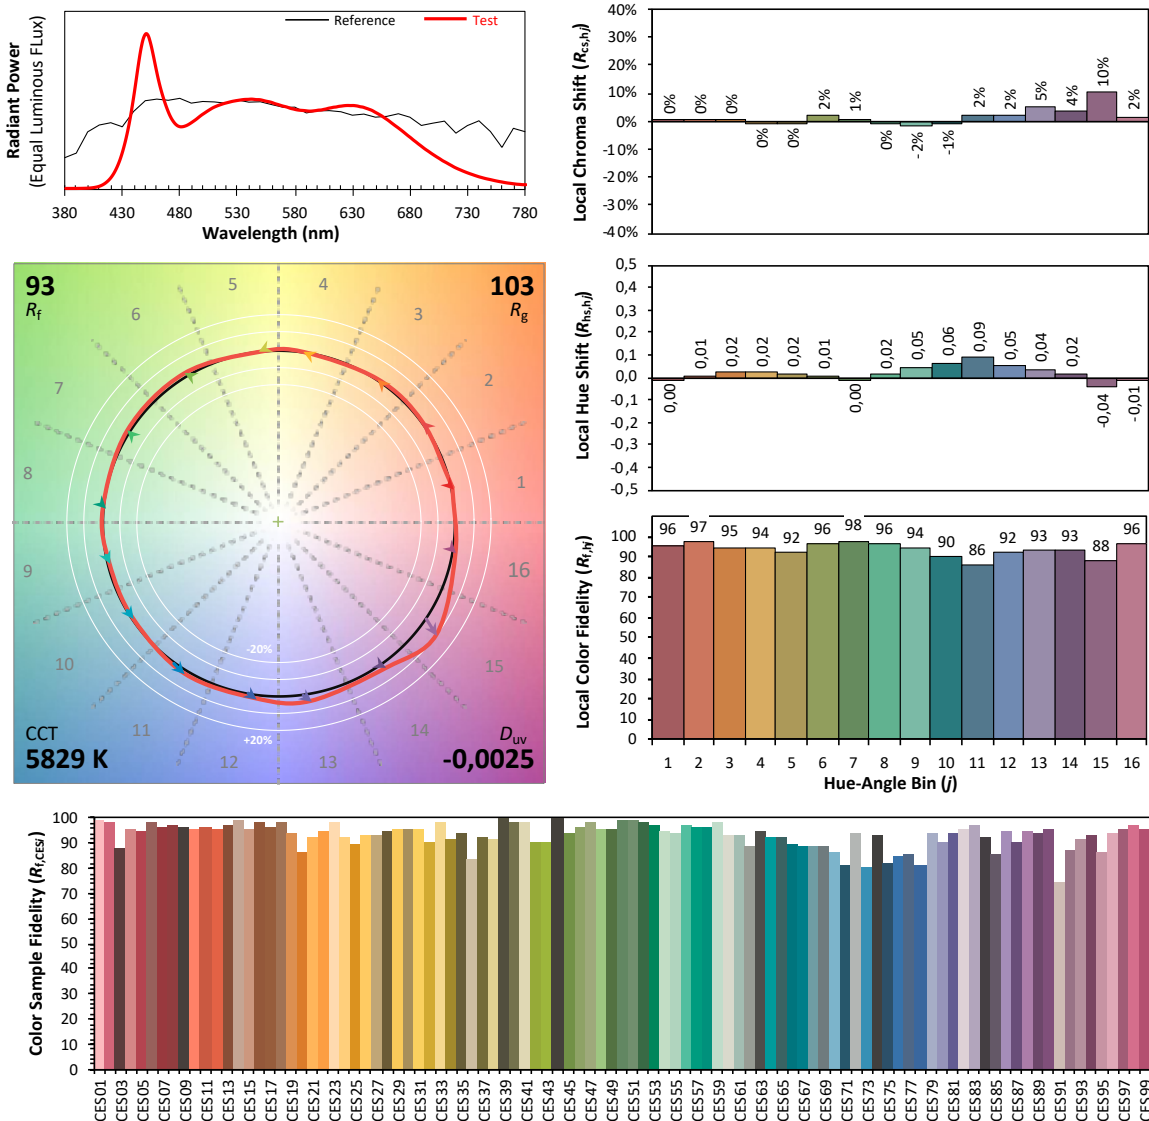 Radiant Power
(Equal Luminous FLux)
Reference
Test
380 430 480 530 580 630 680 730 780
Wavelength (nm)
Local Chroma Shift (Rcs,hj)
40%
30%
20%
10%
0%
-10%
-20%
-30%
-40%
0% 0% 0% 0% 0% 2% 1% 0% -2% -1% 2% 2% 5% 4% 10% 2%
93
Rf
103
Rg
5 4
6 3
7 2
8 1
9 16
10 15
11 14
12 13
-20%
+20%
CCT
5829 K
Duv
-0,0025
Local Hue Shift (Rhs,hj)
0,5
0,4
0,3
0,2
0,1
0,0
-0,1
-0,2
-0,3
-0,4
-0,5
0,00 0,01 0,02 0,02 0,02 0,01 0,00 0,02 0,05 0,06 0,09 0,05 0,04 0,02 -0,04 -0,01
Local Color Fidelity (Rf,hj)
100
90
80
70
60
50
40
30
20
10
0
96 97 95 94 92 96 98 96 94 90 86 92 93 93 88 96
1 2 3 4 5 6 7 8 9 10 11 12 13 14 15 16
Hue-Angle Bin (j)
Color Sample Fidelity (Rf,CESi)
100
90
80
70
60
50
40
30
20
10
0
CES01 CES03 CES05 CES07 CES09 CES11 CES13 CES15 CES17 CES19 CES21 CES23 CES25 CES27 CES29 CES31 CES33 CES35 CES37 CES39 CES41 CES43 CES45 CES47 CES49 CES51 CES53 CES55 CES57 CES59 CES61 CES63 CES65 CES67 CES69 CES71 CES73 CES75 CES77 CES79 CES81 CES83 CES85 CES87 CES89 CES91 CES93 CES95 CES97 CES99